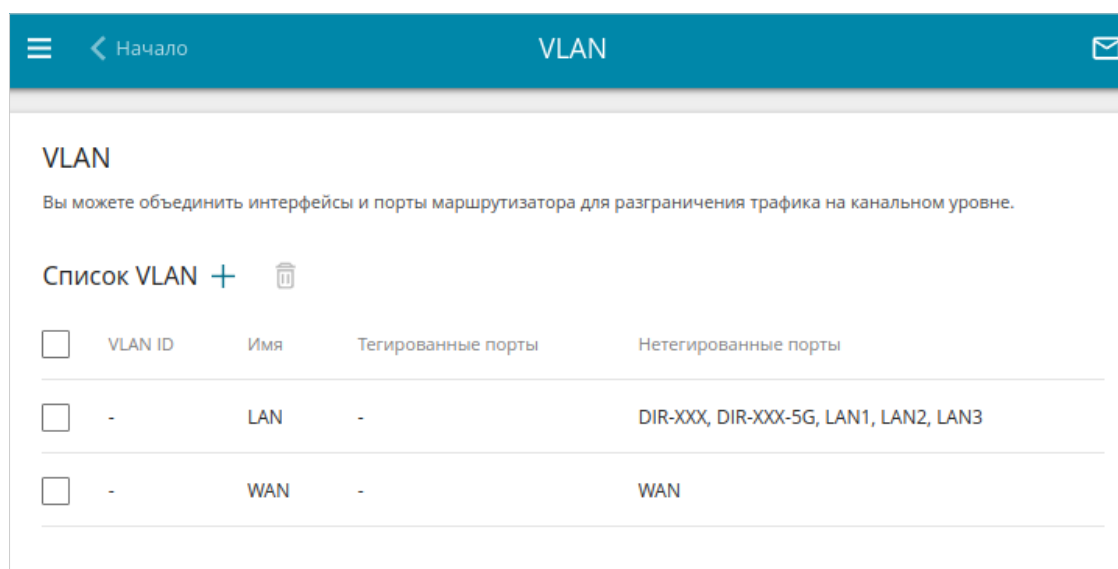 Начало
VLAN
VLAN
Вы можете объединить интерфейсы и порты маршрутизатора для разграничения трафика на канальном уровне.
Список VLAN +
VLAN ID Имя Тегированные порты Нетегированные порты
- LAN - DIR-XXX, DIR-XXX-5G, LAN1, LAN2, LAN3
- WAN - WAN